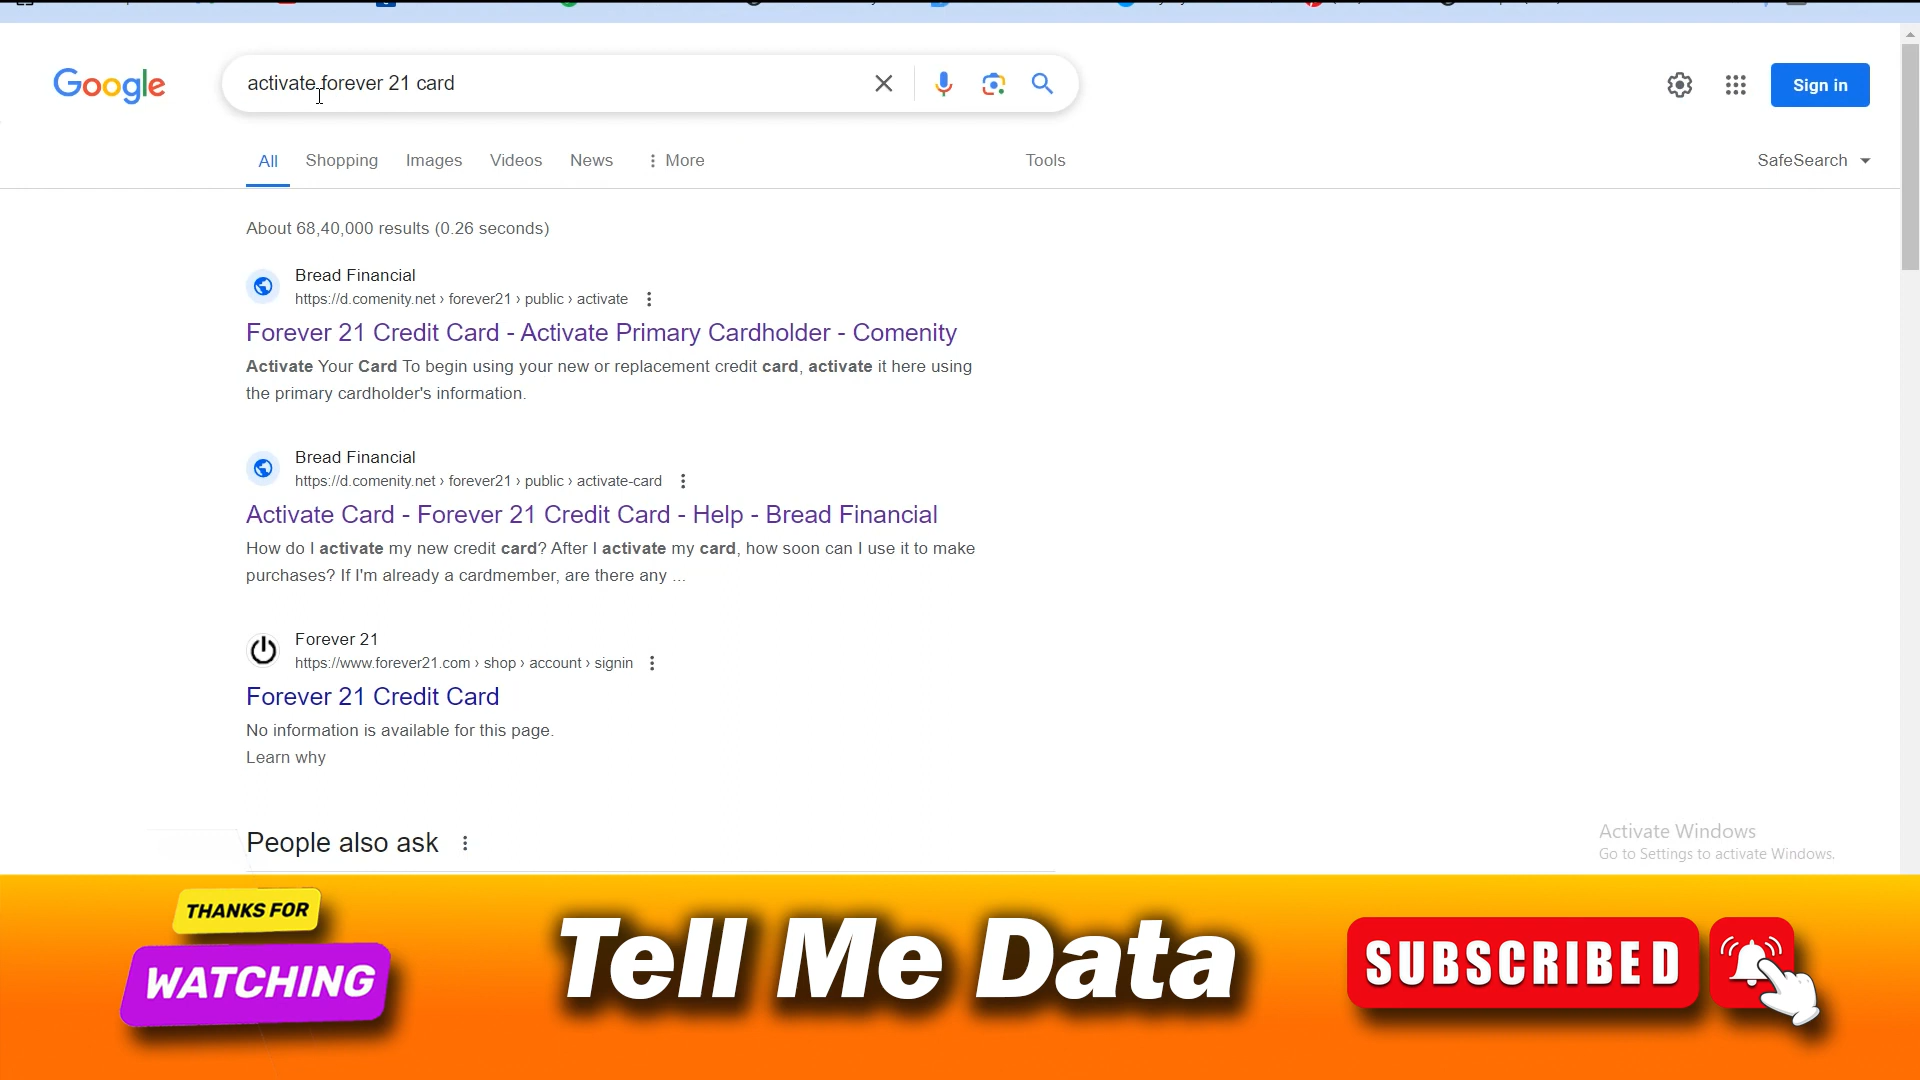 Google
activate forever 21 card
Sign in
All Shopping Images Videos News More Tools SafeSearch
About 68,40,000 results (0.26 seconds)
Bread Financial
https://d.comenity.net › forever21 › public › activate
Forever 21 Credit Card - Activate Primary Cardholder - Comenity
Activate Your Card To begin using your new or replacement credit card, activate it here using
the primary cardholder's information.
Bread Financial
https://d.comenity.net › forever21 › public › activate-card
Activate Card - Forever 21 Credit Card - Help - Bread Financial
How do I activate my new credit card? After I activate my card, how soon can I use it to make
purchases? If I'm already a cardmember, are there any ...
Forever 21
https://www.forever21.com › shop › account › signin
Forever 21 Credit Card
No information is available for this page.
Learn why
People also ask
Activate Windows
Go to Settings to activate Windows.
THANKS FOR
WATCHING
Tell Me Data
SUBSCRIBED